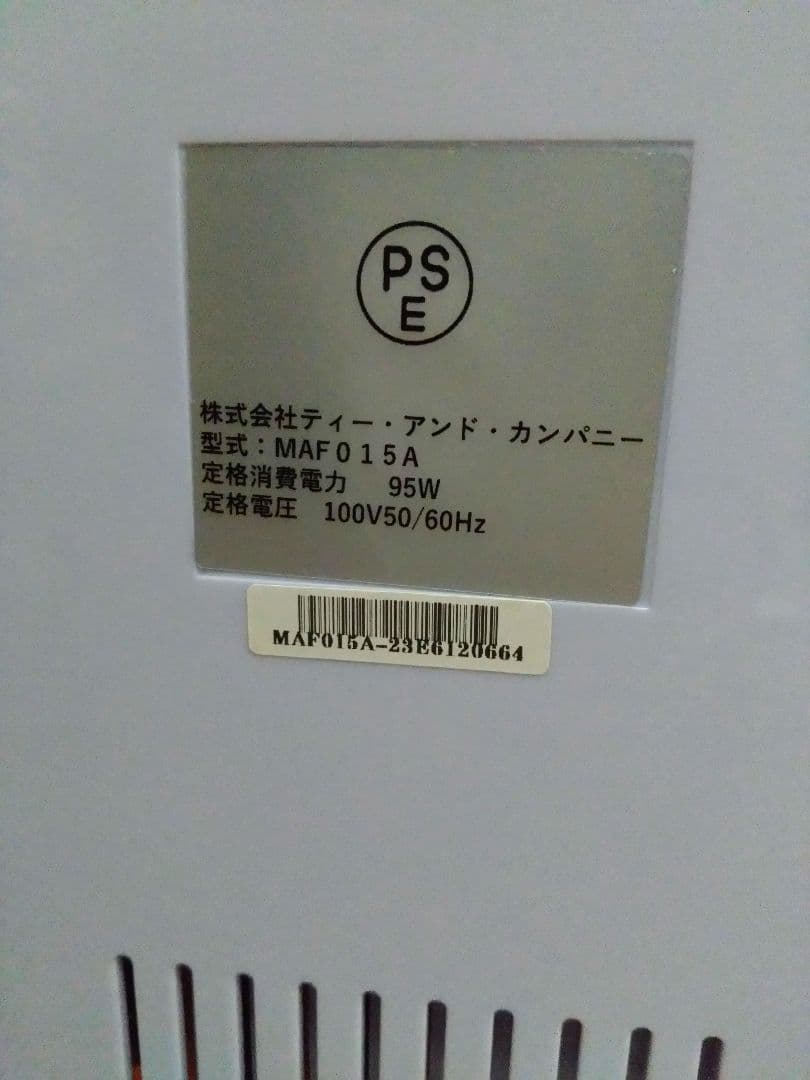 PS
E
株式会社ティー・アンド・カンパニー
型式：MAF０１５A
定格消費電力　95W
定格電圧　100V50/60Hz
MAF015A-23E6120664